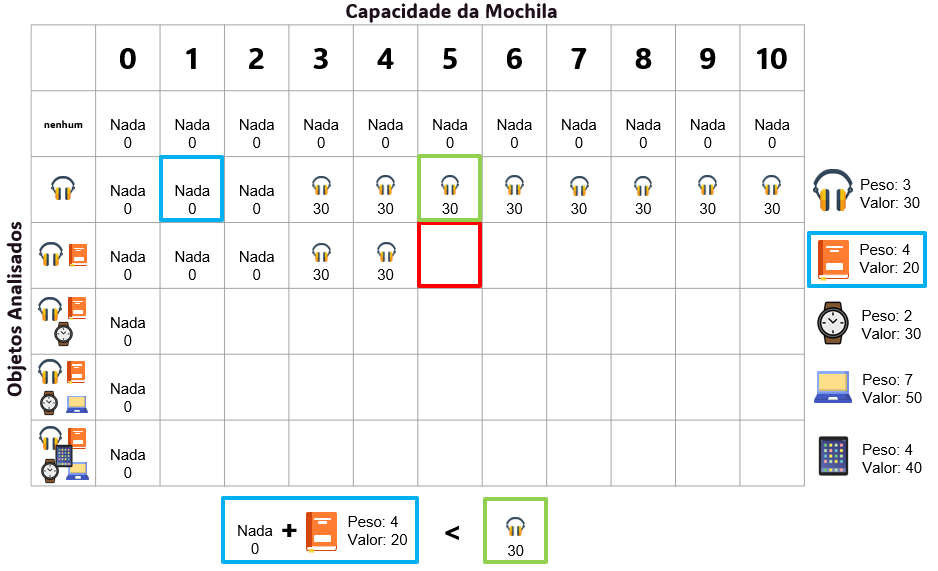 Capacidade da Mochila
0 1 2 3 4 5 6 7 8 9 10
Objetos Analisados
nenhum Nada Nada Nada Nada Nada Nada Nada Nada Nada Nada Nada
0 0 0 0 0 0 0 0 0 0 0
Nada Nada Nada
0 0 0 30 30 30 30 30 30 30 30
Peso: 3
Valor: 30
Nada Nada Nada
0 0 0 30 30
Peso: 4
Valor: 20
Nada
0
Peso: 2
Valor: 30
Nada
0
Peso: 7
Valor: 50
Nada
0
Peso: 4
Valor: 40
Nada + Peso: 4 <
0 Valor: 20 30